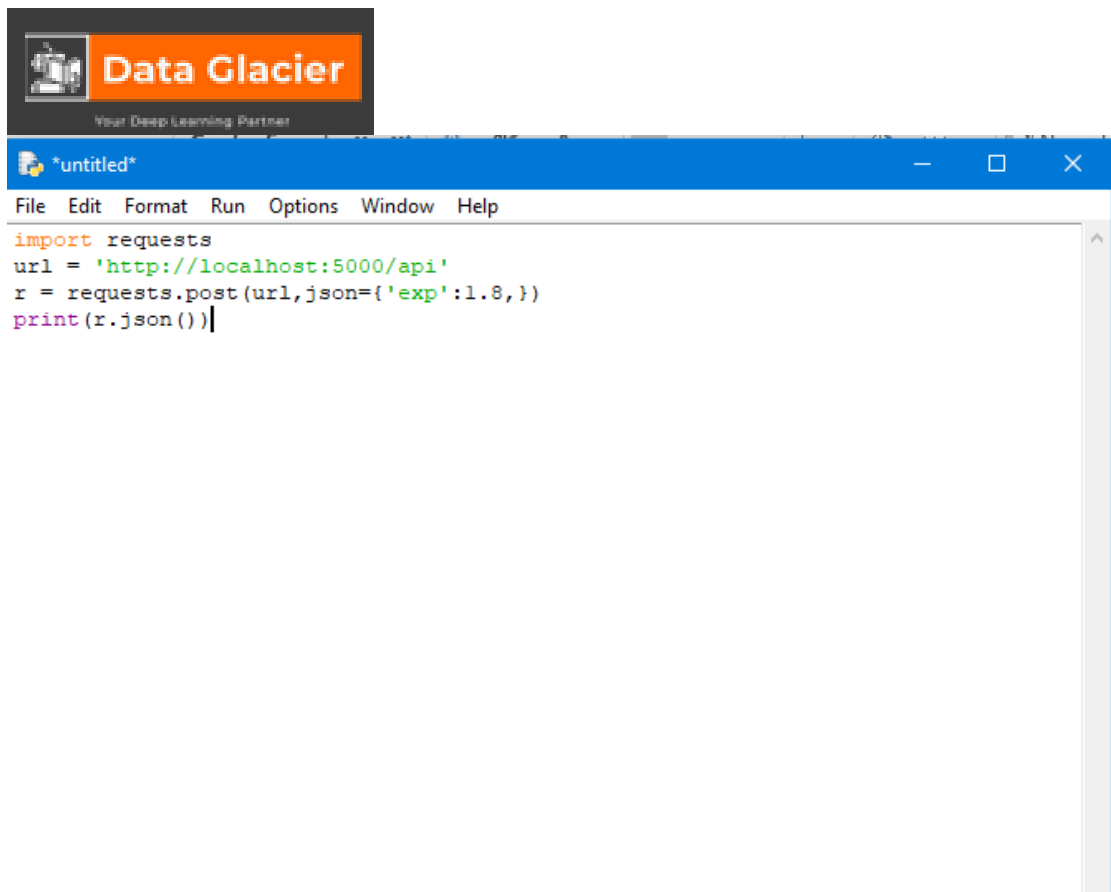 Data Glacier
Your Deep Learning Partner
*untitled*
File Edit Format Run Options Window Help
import requests
url = 'http://localhost:5000/api'
r = requests.post(url,json={'exp':1.8,})
print(r.json())